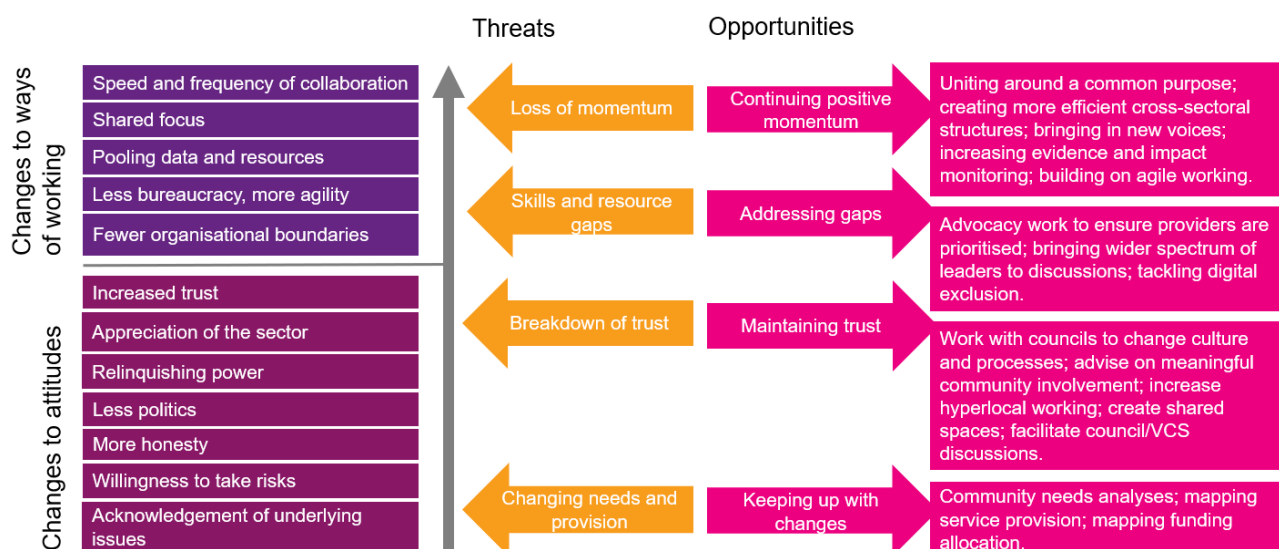 Threats
Opportunities
Changes to ways
of working
Speed and frequency of collaboration
Shared focus
Pooling data and resources
Less bureaucracy, more agility
Fewer organisational boundaries
Changes to attitudes
Increased trust
Appreciation of the sector
Relinquishing power
Less politics
More honesty
Willingness to take risks
Acknowledgement of underlying
issues
Loss of momentum
Continuing positive
momentum
Uniting around a common purpose;
creating more efficient cross-sectoral
structures; bringing in new voices;
increasing evidence and impact
monitoring; building on agile working.
Skills and resource
gaps
Addressing gaps
Advocacy work to ensure providers are
prioritised; bringing wider spectrum of
leaders to discussions; tackling digital
exclusion.
Breakdown of trust
Maintaining trust
Work with councils to change culture
and processes; advise on meaningful
community involvement; increase
hyperlocal working; create shared
spaces; facilitate council/VCS
discussions.
Changing needs and
provision
Keeping up with
changes
Community needs analyses; mapping
service provision; mapping funding
allocation.